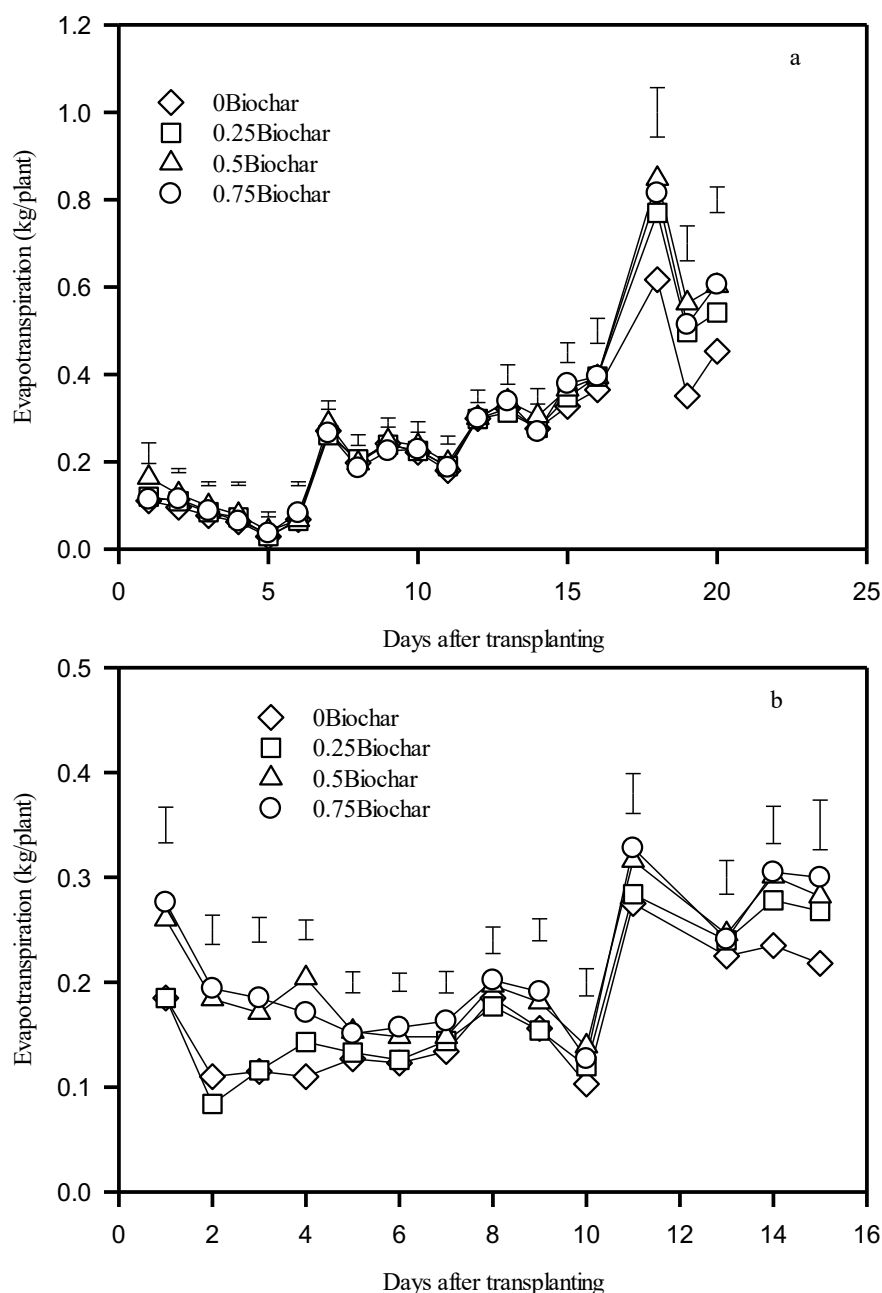 1.2
a
1.0
0Biochar
0.25Biochar
0.5Biochar
0.75Biochar
0.8
0.6
0.4
0.2
0.0
Evapotranspiration (kg/plant)
0 5 10 15 20 25
Days after transplanting
0.5
b
0Biochar
0.25Biochar
0.5Biochar
0.75Biochar
0.4
0.3
0.2
0.1
0.0
Evapotranspiration (kg/plant)
0 2 4 6 8 10 12 14 16
Days after transplanting